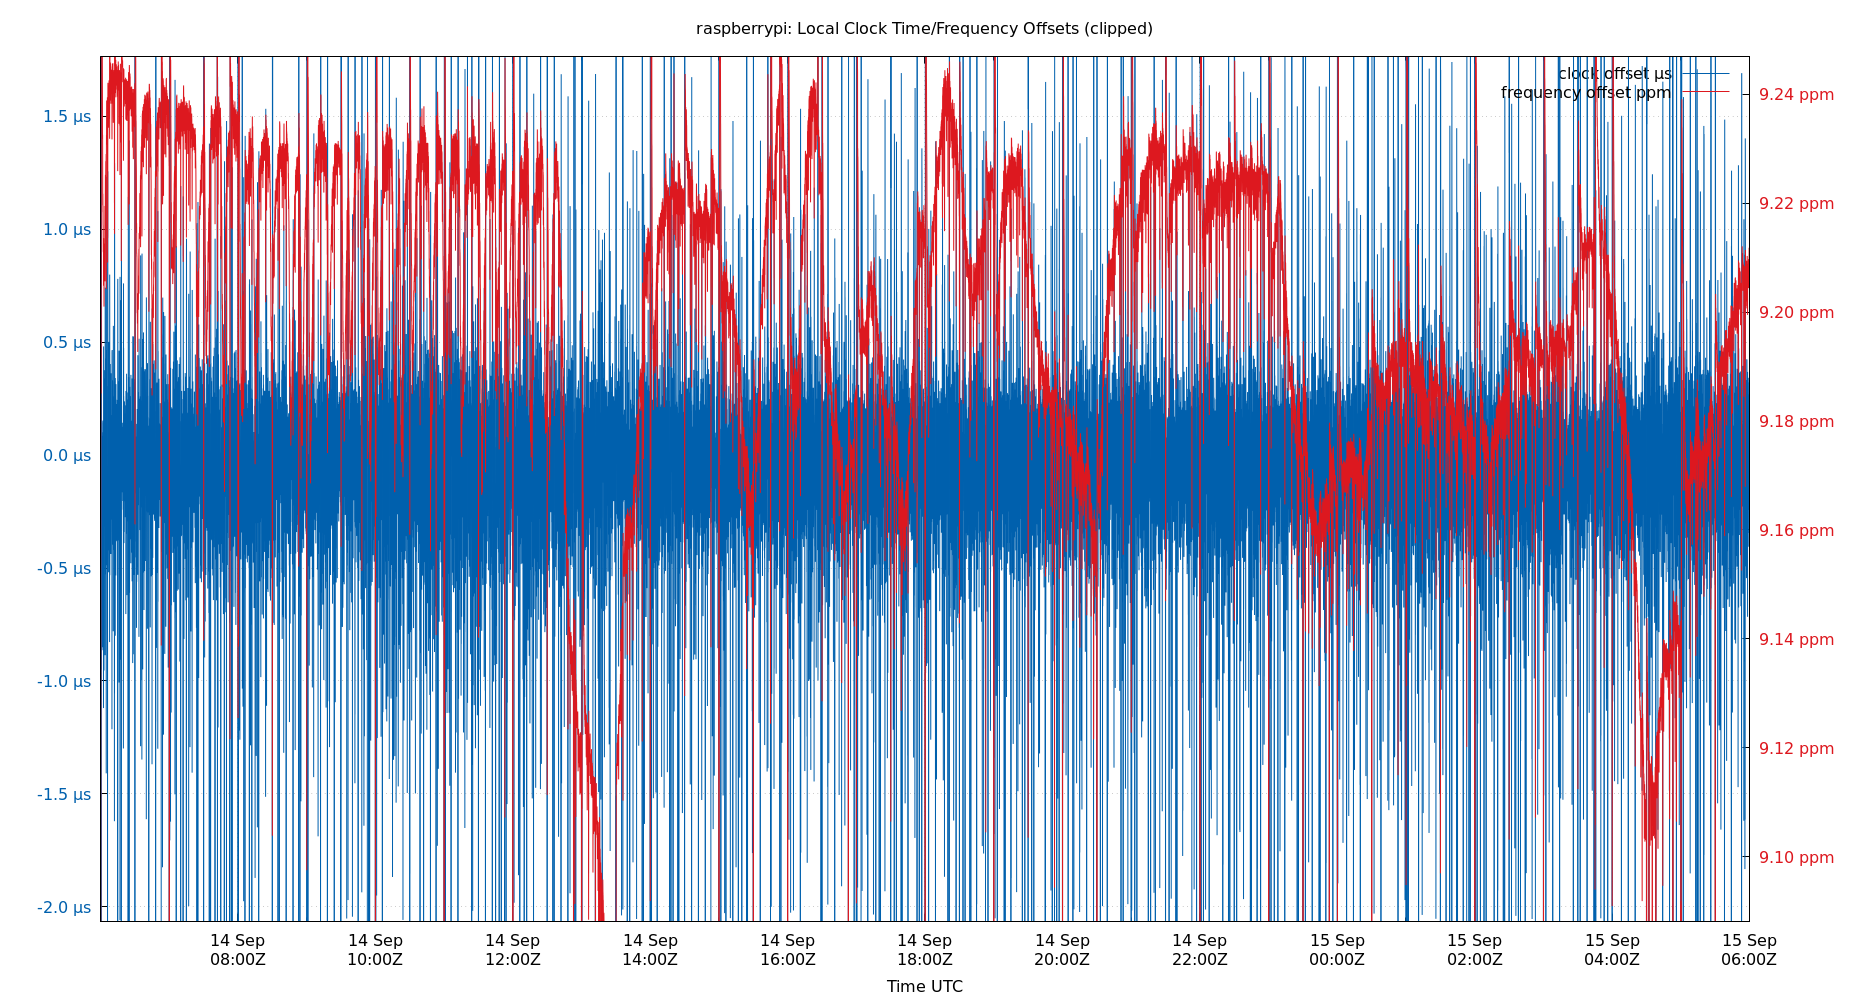 raspberrypi: Local Clock Time/Frequency Offsets (clipped)
clock offset µs
frequency offset ppm
1.5 µs
1.0 µs
0.5 µs
0.0 µs
-0.5 µs
-1.0 µs
-1.5 µs
-2.0 µs
9.24 ppm
9.22 ppm
9.20 ppm
9.18 ppm
9.16 ppm
9.14 ppm
9.12 ppm
9.10 ppm
14 Sep
08:00Z
14 Sep
10:00Z
14 Sep
12:00Z
14 Sep
14:00Z
14 Sep
16:00Z
14 Sep
18:00Z
14 Sep
20:00Z
14 Sep
22:00Z
15 Sep
00:00Z
15 Sep
02:00Z
15 Sep
04:00Z
15 Sep
06:00Z
Time UTC